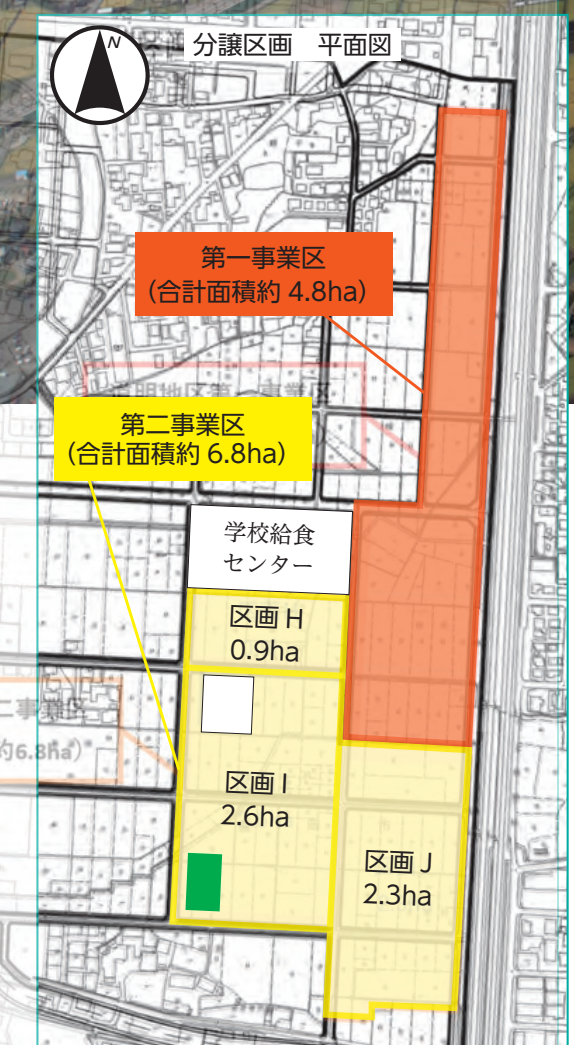 N
分譲区画　平面図
第一事業区
（合計面積約 4.8ha）
第二事業区
（合計面積約 6.8ha）
学校給食
センター
区画 H
0.9ha
二事業区
約6.8ha）
区画 I
2.6ha
区画 J
2.3ha